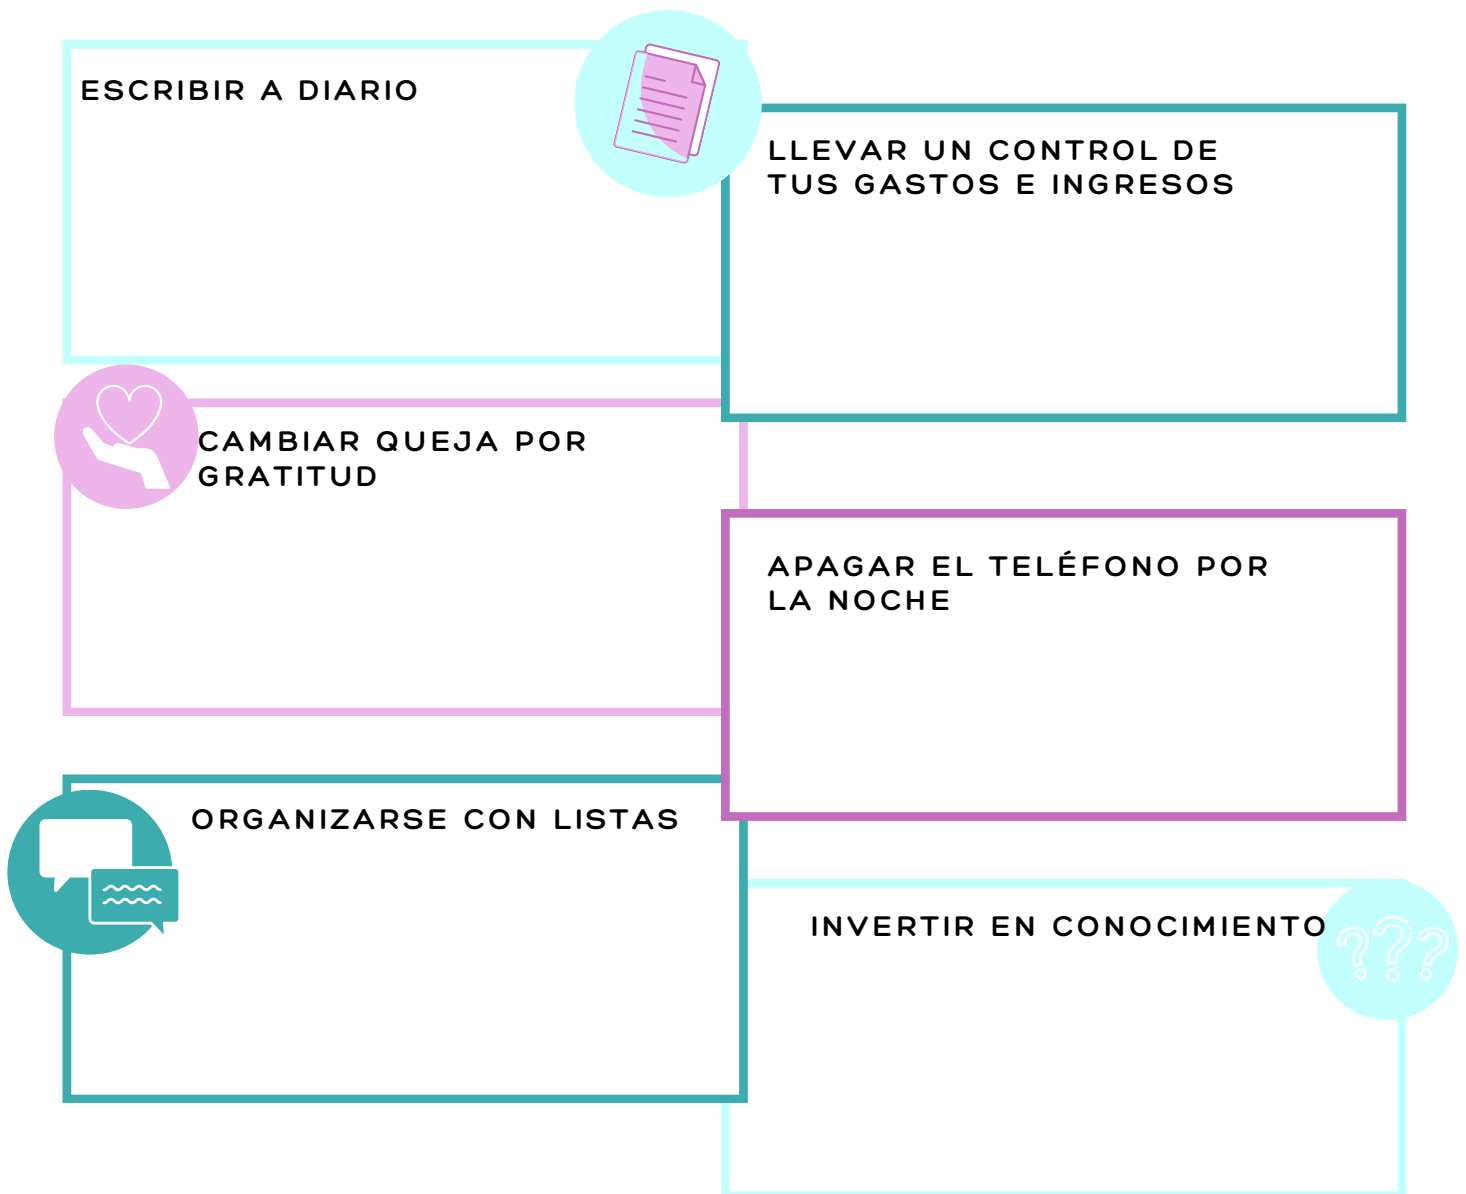 ESCRIBIR A DIARIO
LLEVAR UN CONTROL DE
TUS GASTOS E INGRESOS
CAMBIAR QUEJA POR
GRATITUD
APAGAR EL TELÉFONO POR
LA NOCHE
ORGANIZARSE CON LISTAS
INVERTIR EN CONOCIMIENTO
???